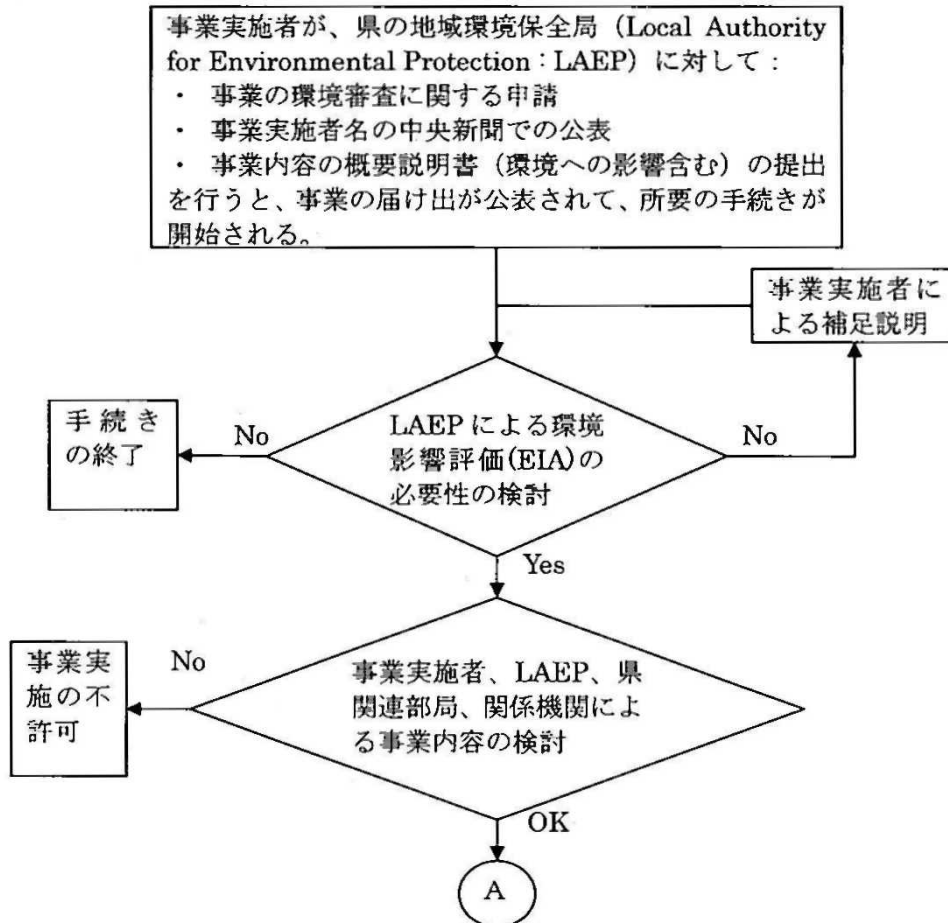 事業実施者が、県の地域環境保全局（Local Authority
for Environmental Protection：LAEP）に対して：
・ 事業の環境審査に関する申請
・ 事業実施者名の中央新聞での公表
・ 事業内容の概要説明書（環境への影響含む）の提出
を行うと、事業の届け出が公表されて、所要の手続きが
開始される。
事業実施者に
よる補足説明
手続き
の終了
No
LAEP による環境
影響評価(EIA)の
必要性の検討
No
Yes
事業実
施の不
許可
No
事業実施者、LAEP、県
関連部局、関係機関によ
る事業内容の検討
OK
A